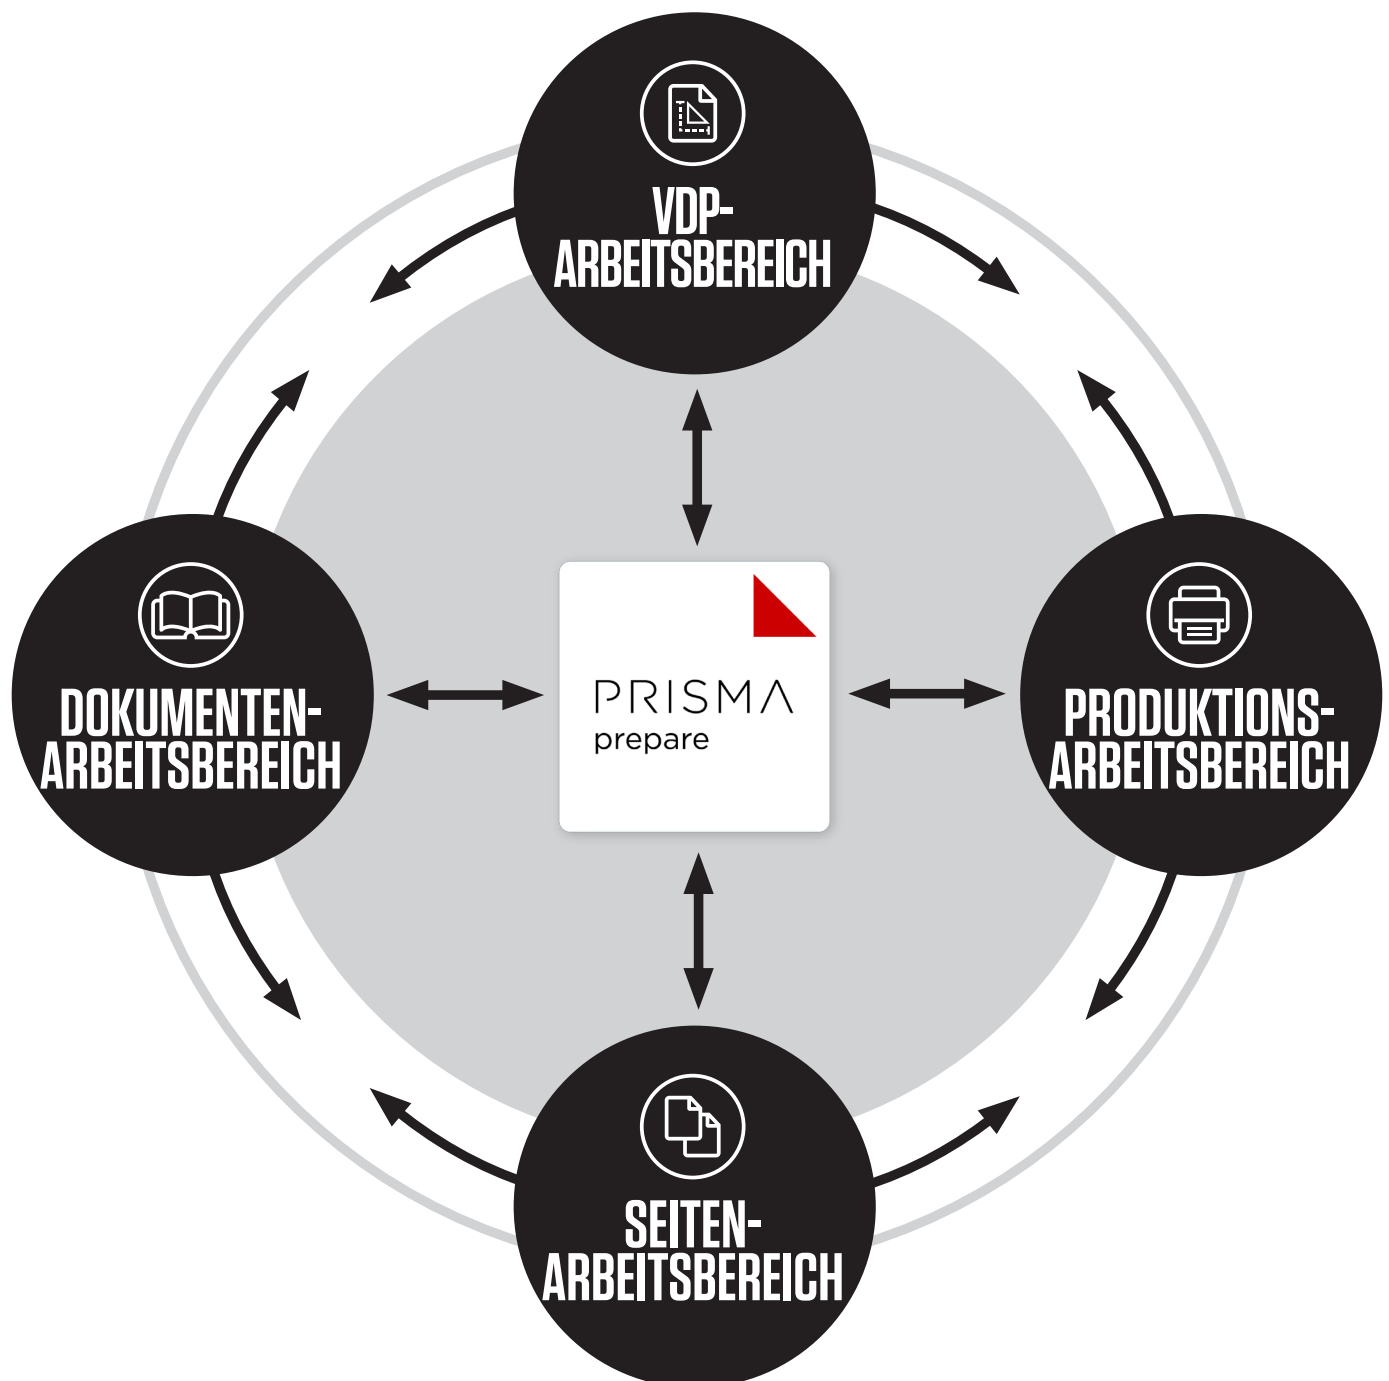 VDP-
ARBEITSBEREICH
DOKUMENTEN-
ARBEITSBEREICH
PRISMA
prepare
PRODUKTIONS-
ARBEITSBEREICH
SEITEN-
ARBEITSBEREICH